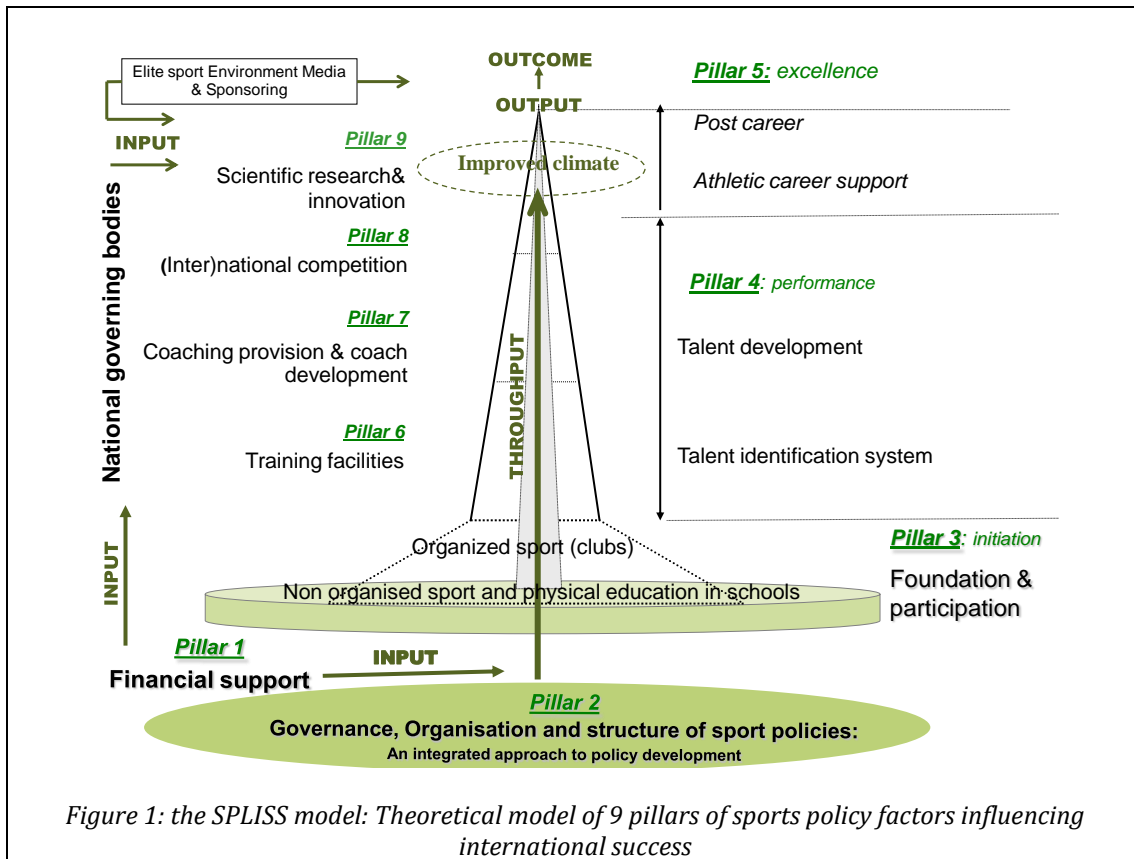 Elite sport Environment Media
& Sponsoring
OUTCOME
OUTPUT
Pillar 5: excellence
Post career
Athletic career support
INPUT
Pillar 9
Scientific research&
innovation
Improved climate
National governing bodies
Pillar 8
(Inter)national competition
Pillar 4: performance
Pillar 7
Coaching provision & coach
development
Talent development
THROUGHPUT
Pillar 6
Training facilities
Talent identification system
Organized sport (clubs)
Non organised sport and physical education in schools
Pillar 3: initiation
Foundation &
participation
INPUT
Pillar 1
Financial support
INPUT
Pillar 2
Governance, Organisation and structure of sport policies:
An integrated approach to policy development
Figure 1: the SPLISS model: Theoretical model of 9 pillars of sports policy factors influencing
international success